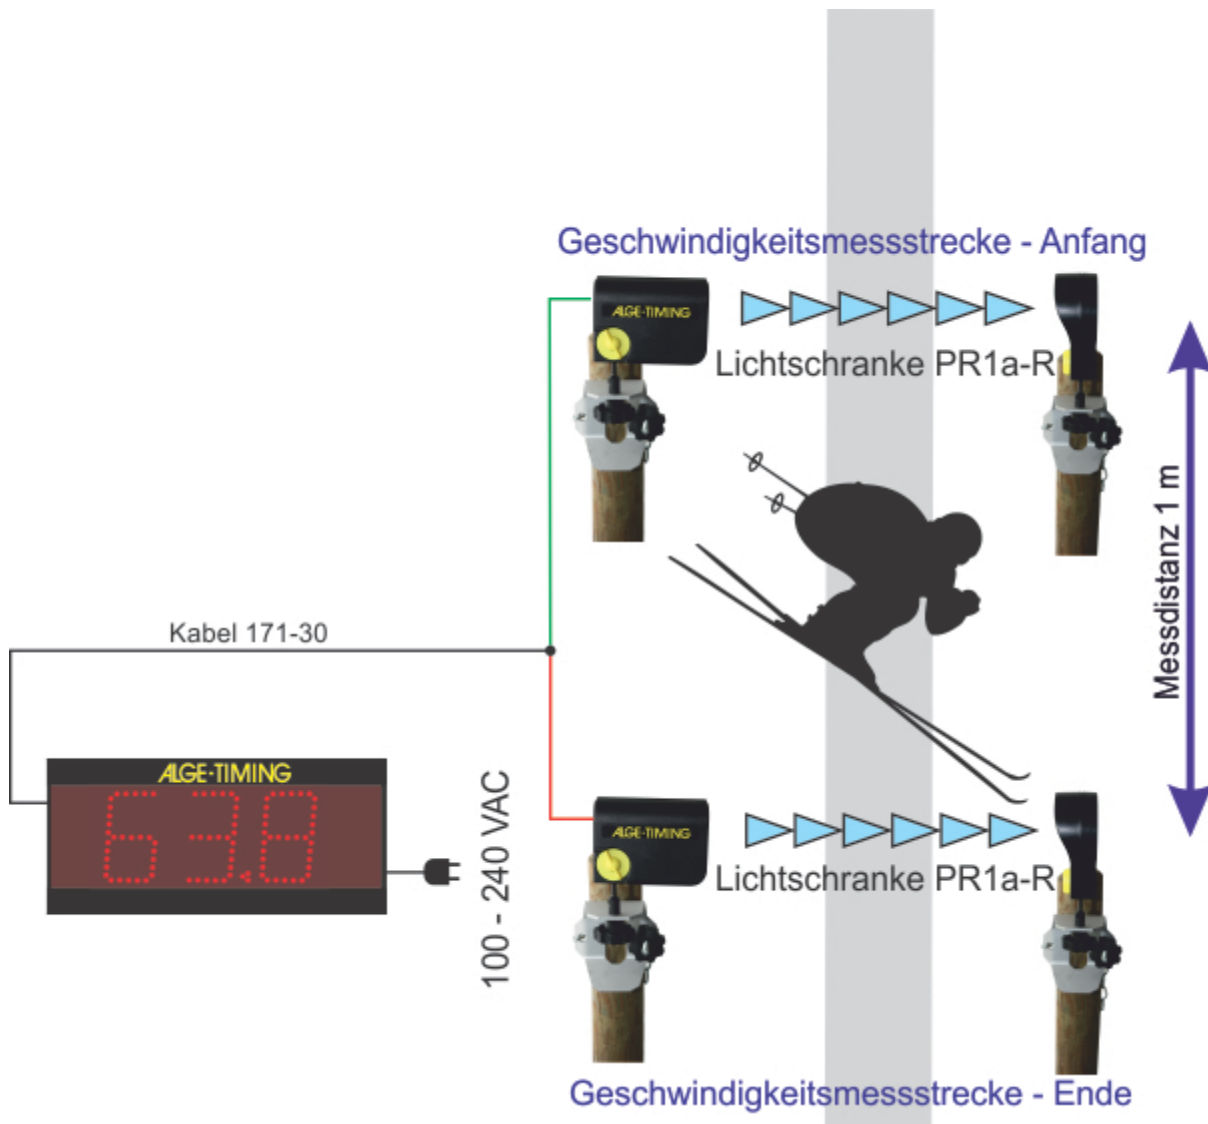 Geschwindigkeitsmessstrecke - Anfang
ALGE-TIMING
Lichtschranke PR1a-R
Messdistanz 1 m
Kabel 171-30
ALGE-TIMING
63.8
100 - 240 VAC
ALGE-TIMING
Lichtschranke PR1a-R
Geschwindigkeitsmessstrecke - Ende